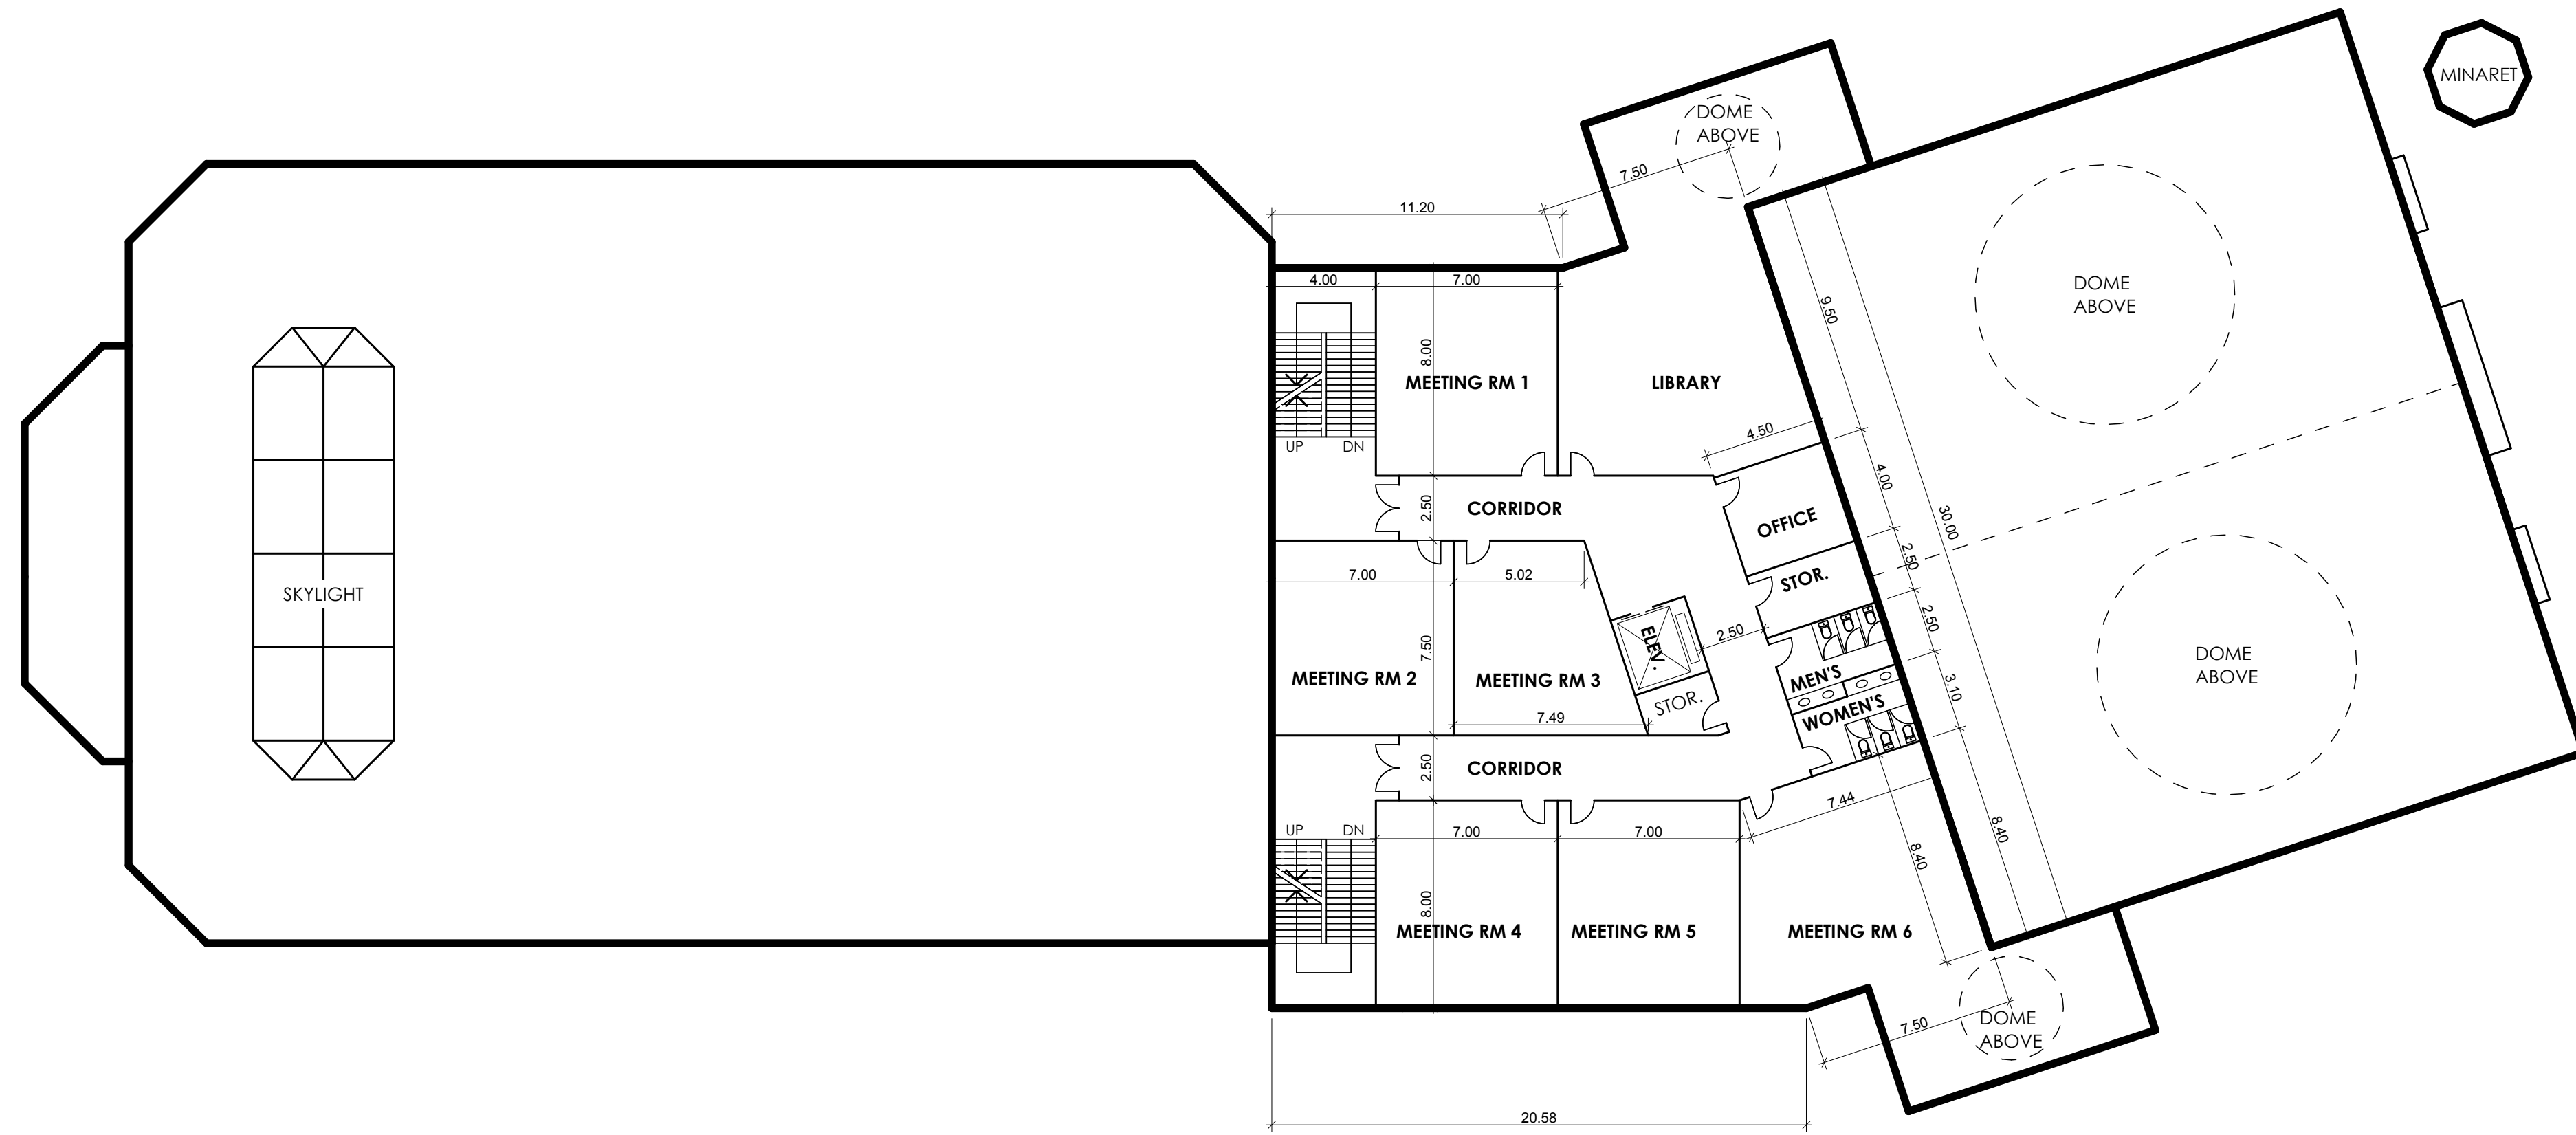 MINARET
DOME
ABOVE
7.50
11.20
4.00
7.00
DOME
ABOVE
9.50
8.00
MEETING RM 1
LIBRARY
UP
DN
4.50
4.00
2.50
CORRIDOR
OFFICE
30.00
2.50
7.00
5.02
STOR.
SKYLIGHT
2.50
ELEV.
2.50
7.50
MEETING RM 2
MEETING RM 3
MEN'S
3.10
DOME
ABOVE
STOR.
WOMEN'S
7.49
2.50
CORRIDOR
7.44
UP
DN
7.00
7.00
8.40
8.40
8.00
MEETING RM 4
MEETING RM 5
MEETING RM 6
7.50
DOME
ABOVE
20.58